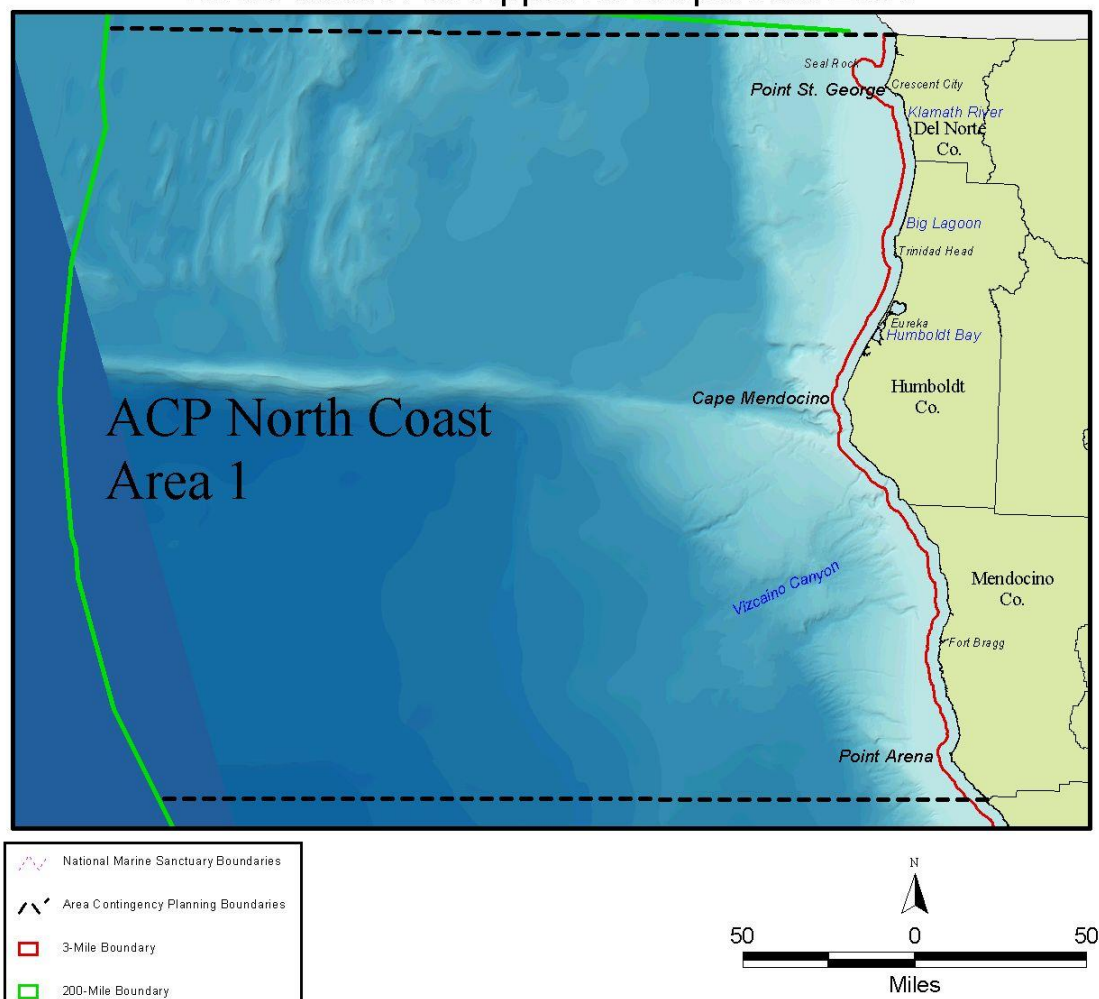 Seal Rock
Point St. George
Crescent City
Klamath River
Del Norte
Co.
Big Lagoon
Trinidad Head
Eureka
Humboldt Bay
Cape Mendocino
Humboldt
Co.
ACP North Coast
Area 1
Vizcaino Canyon
Mendocino
Co.
Fort Bragg
Point Arena
National Marine Sanctuary Boundaries
Area Contingency Planning Boundaries
3-Mile Boundary
200-Mile Boundary
N
50 0 50
Miles